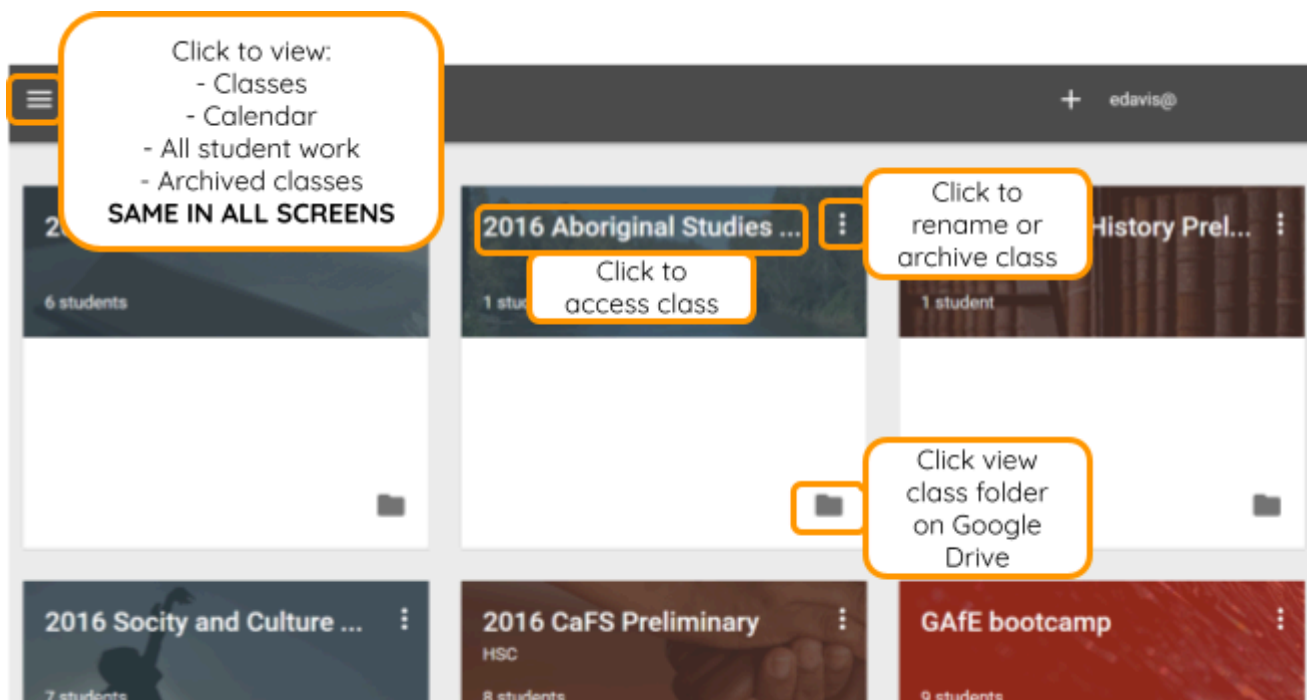 Click to view:
- Classes
- Calendar
- All student work
- Archived classes
SAME IN ALL SCREENS
+ edavis@
2016 Aboriginal Studies ...
Click to
rename or
archive class
History Prel...
Click to
access class
6 students
1 stud
1 student
Click view
class folder
on Google
Drive
2016 Socity and Culture ...
2016 CaFS Preliminary
GAfE bootcamp
HSC
7 students
8 students
9 students